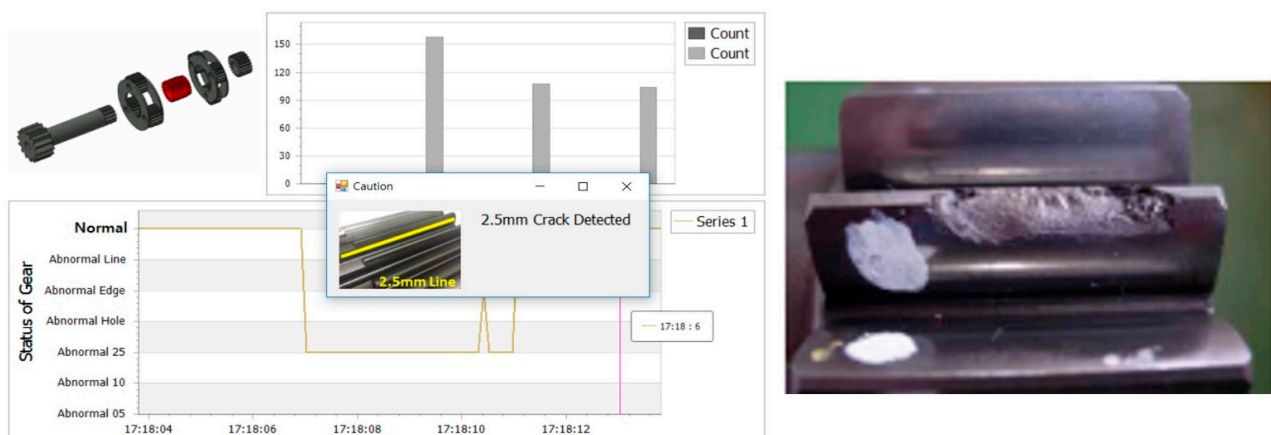 150
120
90
60
30
0
Count
Count
Caution
2.5mm Crack Detected
2.5mm Line
Status of Gear
Normal
Abnormal Line
Abnormal Edge
Abnormal Hole
Abnormal 25
Abnormal 10
Abnormal 05
Series 1
17:18 : 6
17:18:04
17:18:06
17:18:08
17:18:10
17:18:12